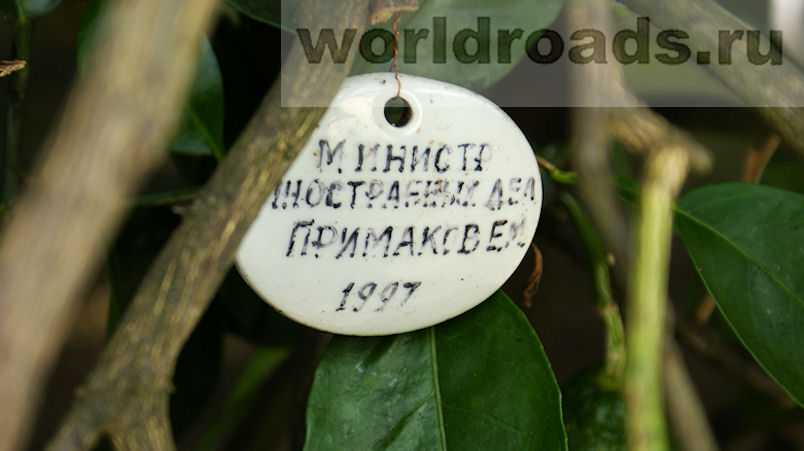 worldroads.ru
МИНИСТР
ИНОСТРАННЫХ ДЕЛ
ПРИМАКОВ Е.М
1997